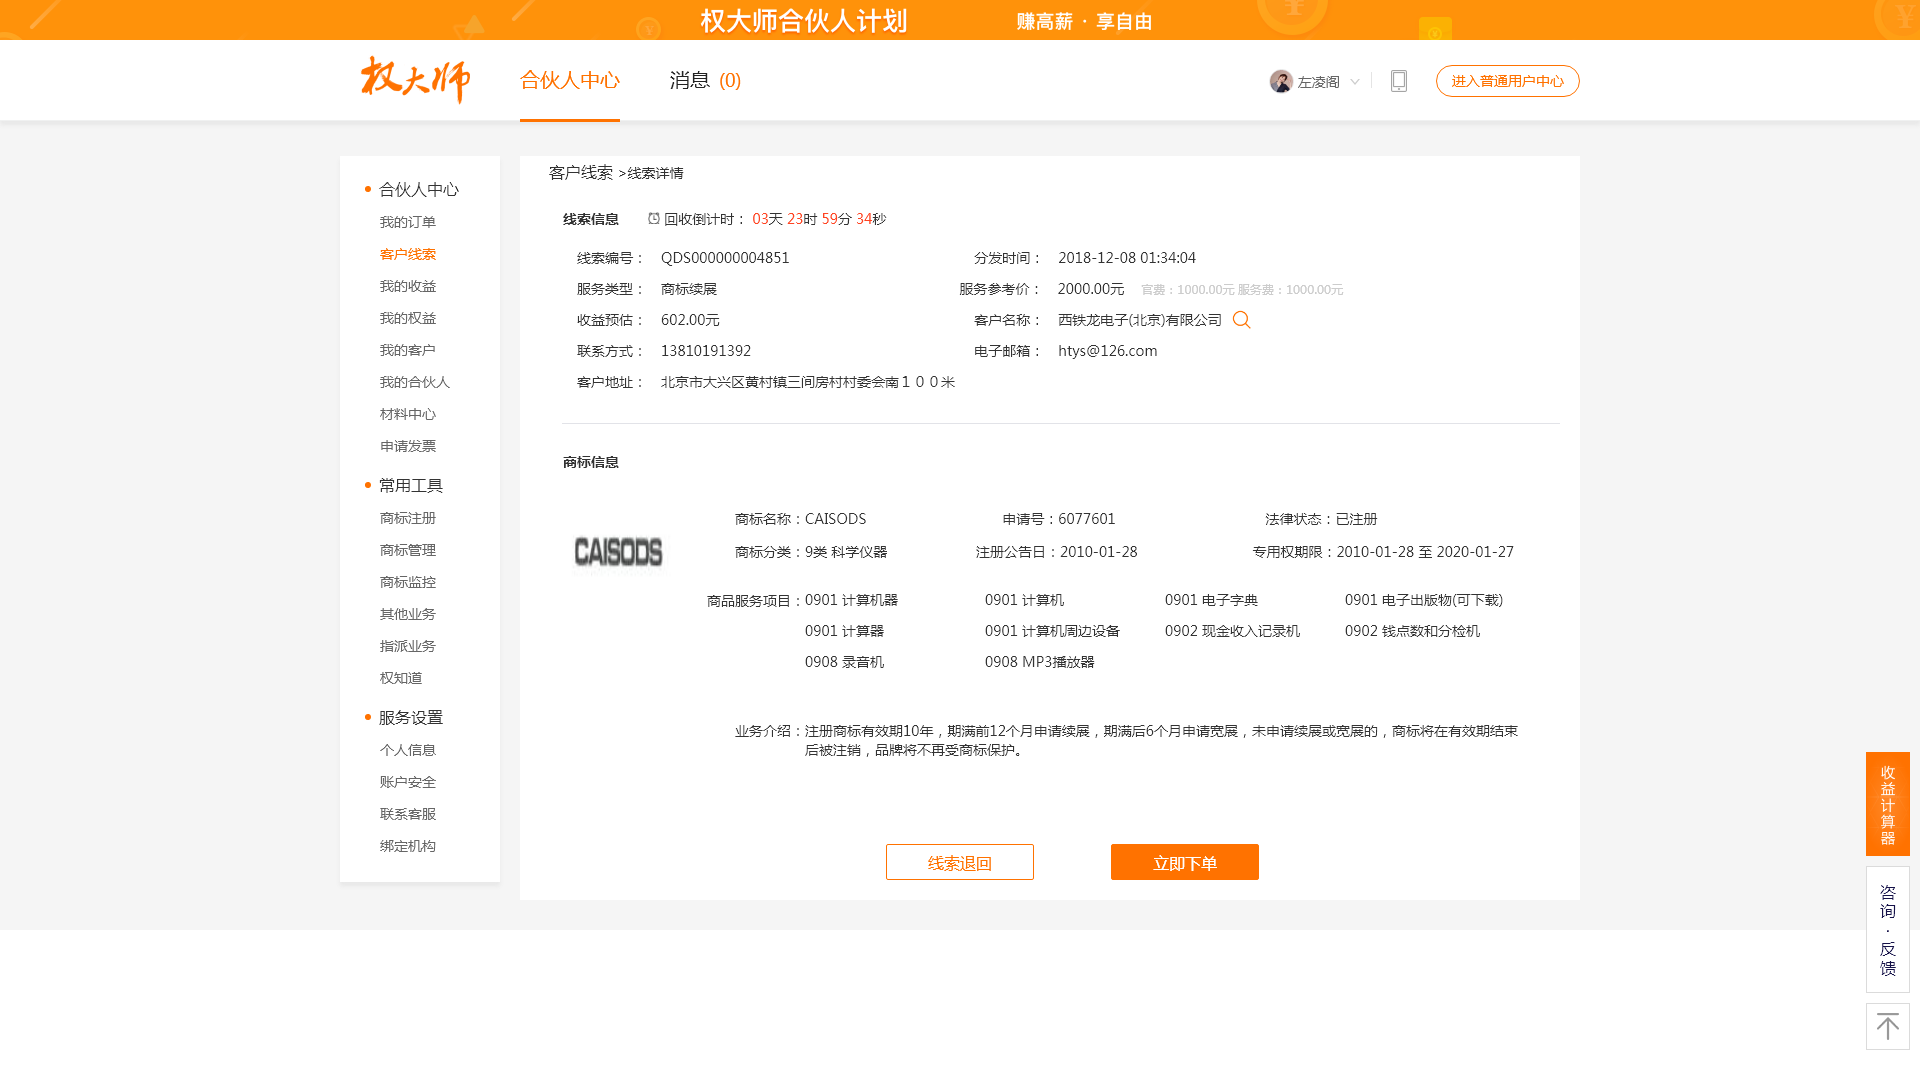 权大师合伙人计划 赚高薪 · 享自由
权大师 合伙人中心 消息 (0) 左凌阁 进入普通用户中心
合伙人中心
我的订单
客户线索
我的收益
我的权益
我的客户
我的合伙人
材料中心
申请发票
常用工具
商标注册
商标管理
商标监控
其他业务
指派业务
权知道
服务设置
个人信息
账户安全
联系客服
绑定机构
客户线索 >线索详情
线索信息 回收倒计时： 03天 23时 59分 34秒
线索编号： QDS000000004851 分发时间： 2018-12-08 01:34:04
服务类型： 商标续展 服务参考价： 2000.00元 官费：1000.00元 服务费：1000.00元
收益预估： 602.00元 客户名称： 西铁龙电子(北京)有限公司
联系方式： 13810191392 电子邮箱： htys@126.com
客户地址： 北京市大兴区黄村镇三间房村村委会南１００米
商标信息
CAISODS
商标名称：CAISODS 申请号：6077601 法律状态：已注册
商标分类：9类 科学仪器 注册公告日：2010-01-28 专用权期限：2010-01-28 至 2020-01-27
商品服务项目：0901 计算机器 0901 计算机 0901 电子字典 0901 电子出版物(可下载)
0901 计算器 0901 计算机周边设备 0902 现金收入记录机 0902 钱点数和分检机
0908 录音机 0908 MP3播放器
业务介绍：注册商标有效期10年，期满前12个月申请续展，期满后6个月申请宽展，未申请续展或宽展的，商标将在有效期结束
后被注销，品牌将不再受商标保护。
线索退回 立即下单
收益计算器
咨询·反馈